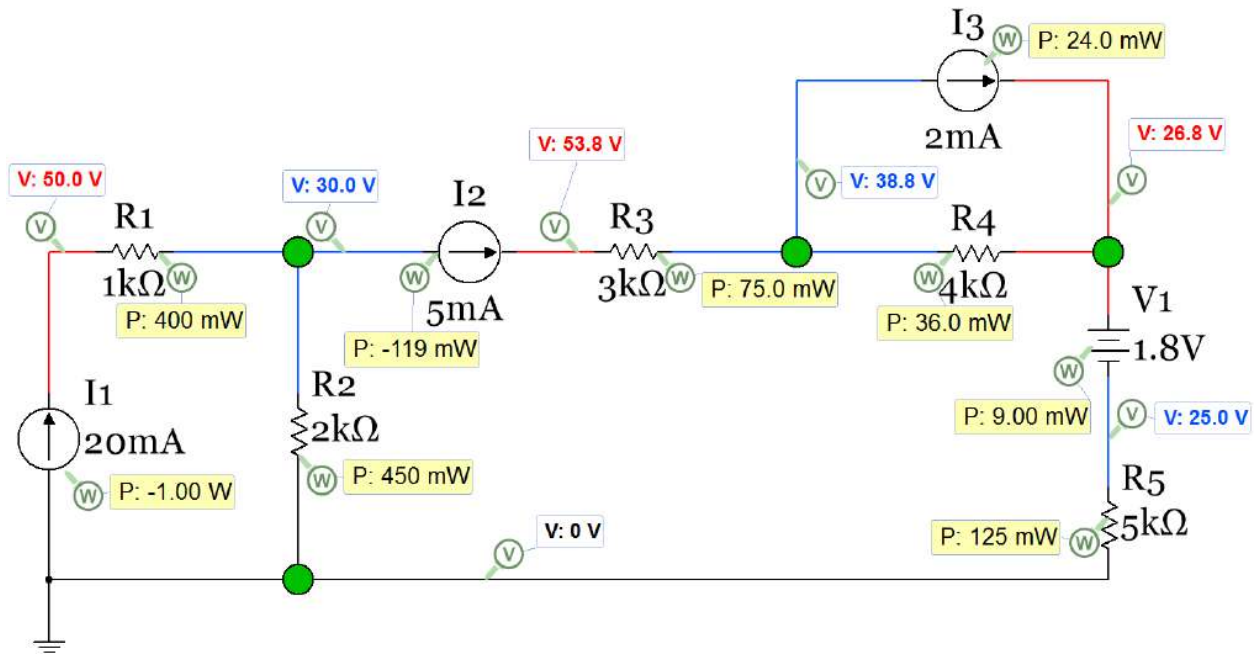 I3
W
P: 24.0 mW
2mA
V: 26.8 V
V
V: 53.8 V
V
V: 50.0 V
V
R1
1kΩ
W
P: 400 mW
V: 30.0 V
V
I2
5mA
W
P: -119 mW
R3
3kΩ
W
P: 75.0 mW
V: 38.8 V
V
R4
4kΩ
W
P: 36.0 mW
V1
1.8V
W
P: 9.00 mW
V: 25.0 V
V
I1
20mA
W
P: -1.00 W
R2
2kΩ
W
P: 450 mW
V: 0 V
V
R5
5kΩ
P: 125 mW
W